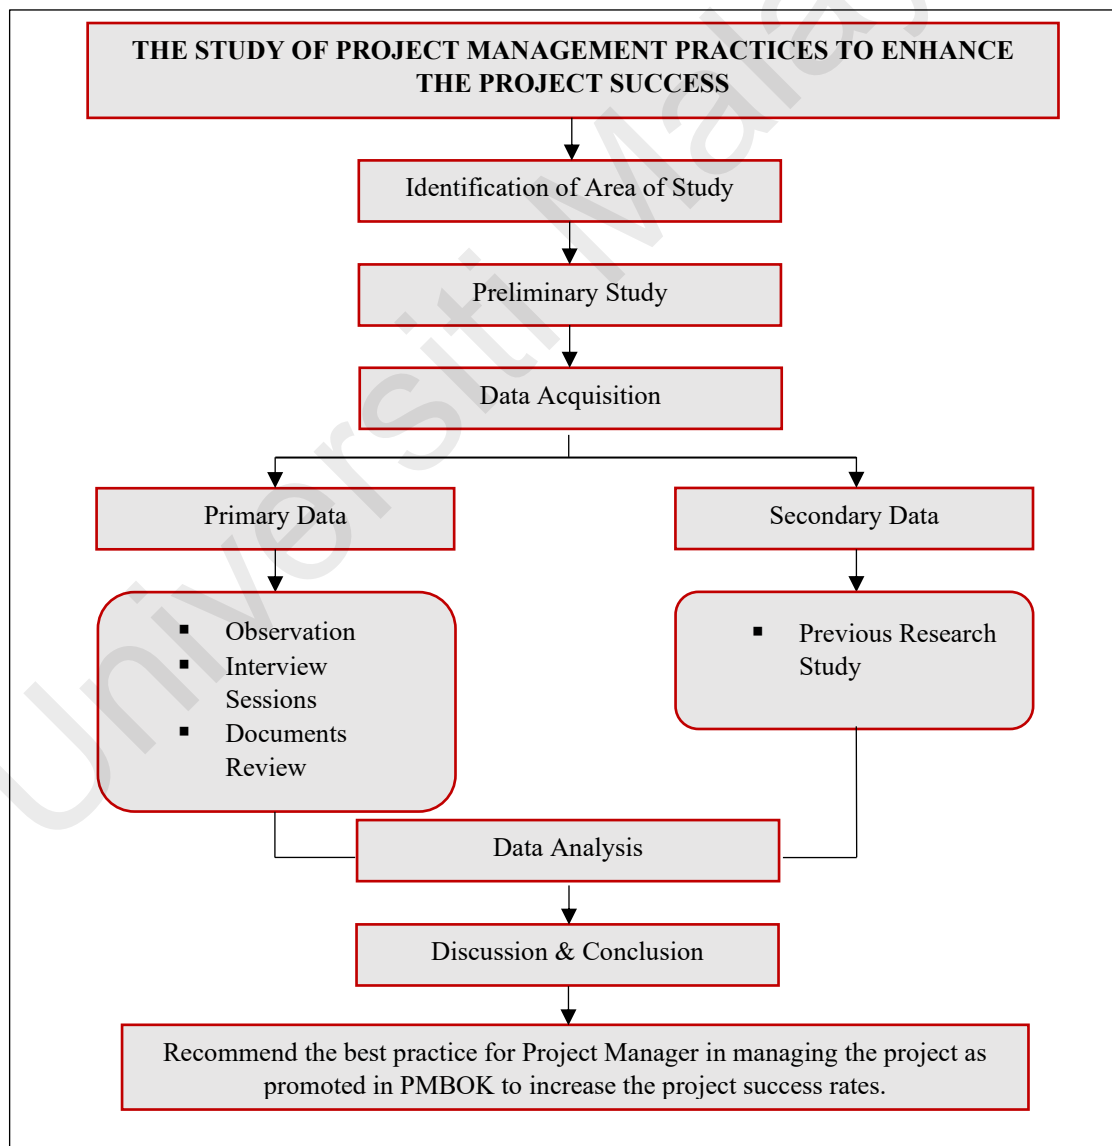 THE STUDY OF PROJECT MANAGEMENT PRACTICES TO ENHANCE
THE PROJECT SUCCESS
Identification of Area of Study
Preliminary Study
Data Acquisition
Primary Data
Secondary Data
▪ Observation
▪ Interview
Sessions
▪ Documents
Review
▪ Previous Research
Study
Data Analysis
Discussion & Conclusion
Recommend the best practice for Project Manager in managing the project as
promoted in PMBOK to increase the project success rates.
Universiti Malay